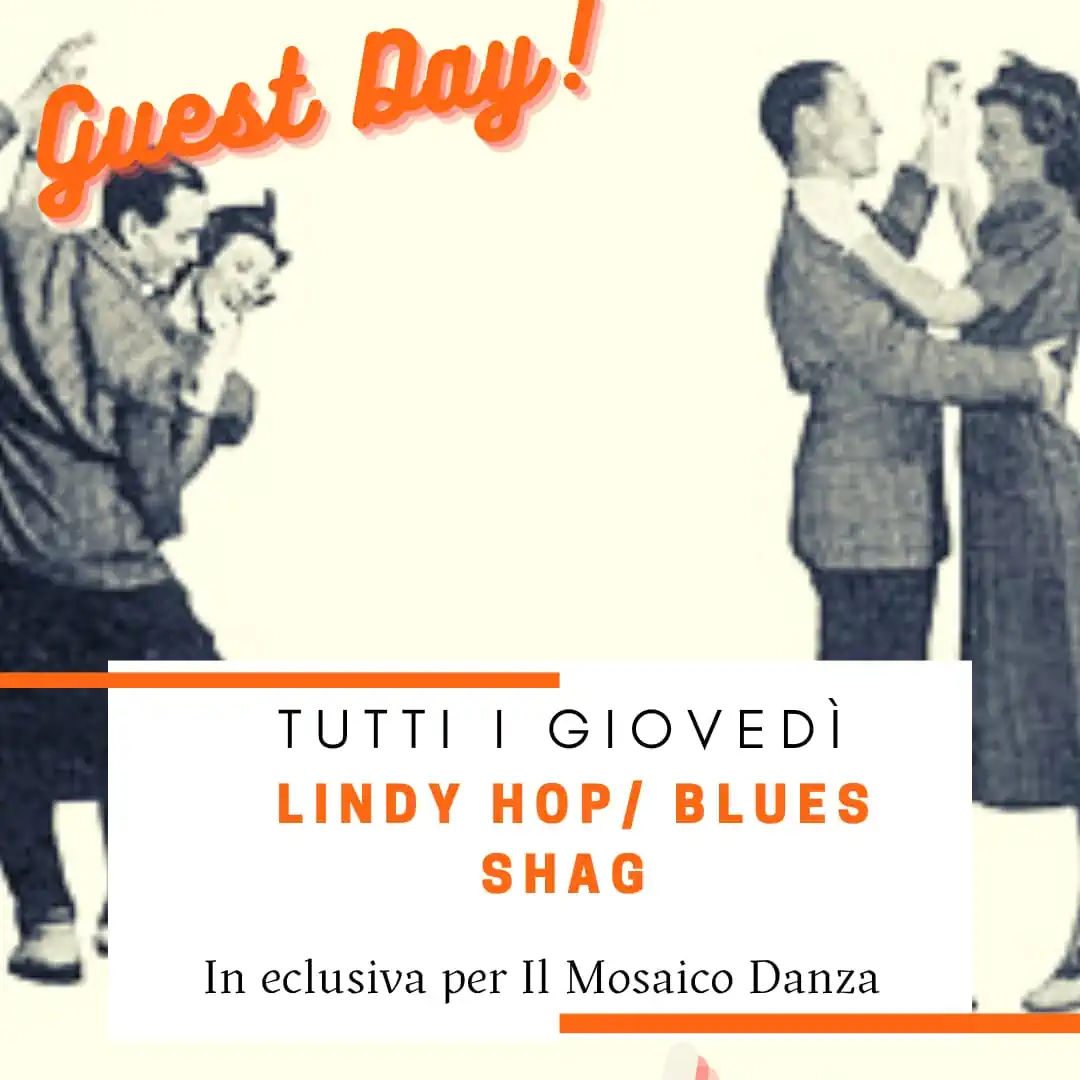 Guest Day!
TUTTI I GIOVEDÌ
LINDY HOP/ BLUES
SHAG
In eclusiva per Il Mosaico Danza